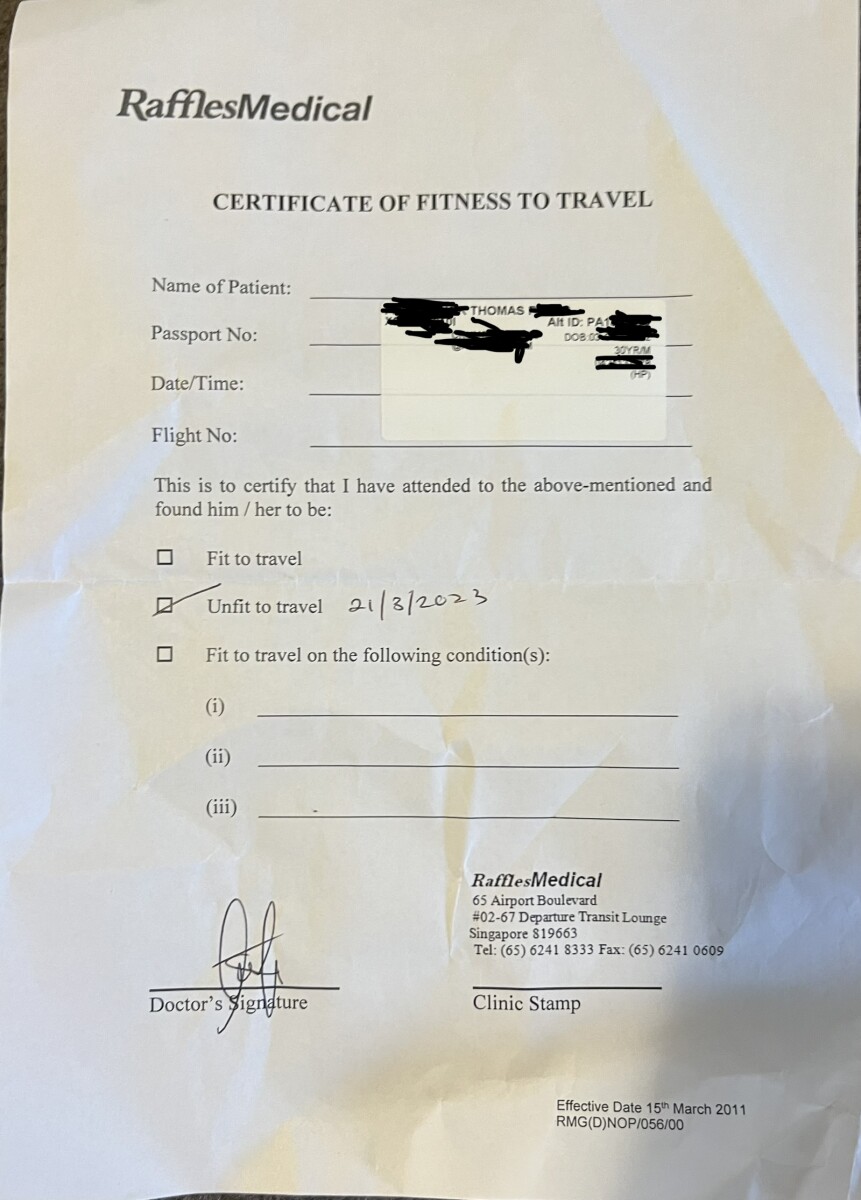 RafflesMedical
CERTIFICATE OF FITNESS TO TRAVEL
Name of Patient:
THOMAS
Alt ID: PA1
Passport No:
DOB:03
30YR/M
(HP)
Date/Time:
Flight No:
This is to certify that I have attended to the above-mentioned and
found him / her to be:
Fit to travel
Unfit to travel 21/3/2023
Fit to travel on the following condition(s):
(i)
(ii)
(iii)
RafflesMedical
65 Airport Boulevard
#02-67 Departure Transit Lounge
Singapore 819663
Tel: (65) 6241 8333 Fax: (65) 6241 0609
Doctor's Signature
Clinic Stamp
Effective Date 15th March 2011
RMG(D)NOP/056/00